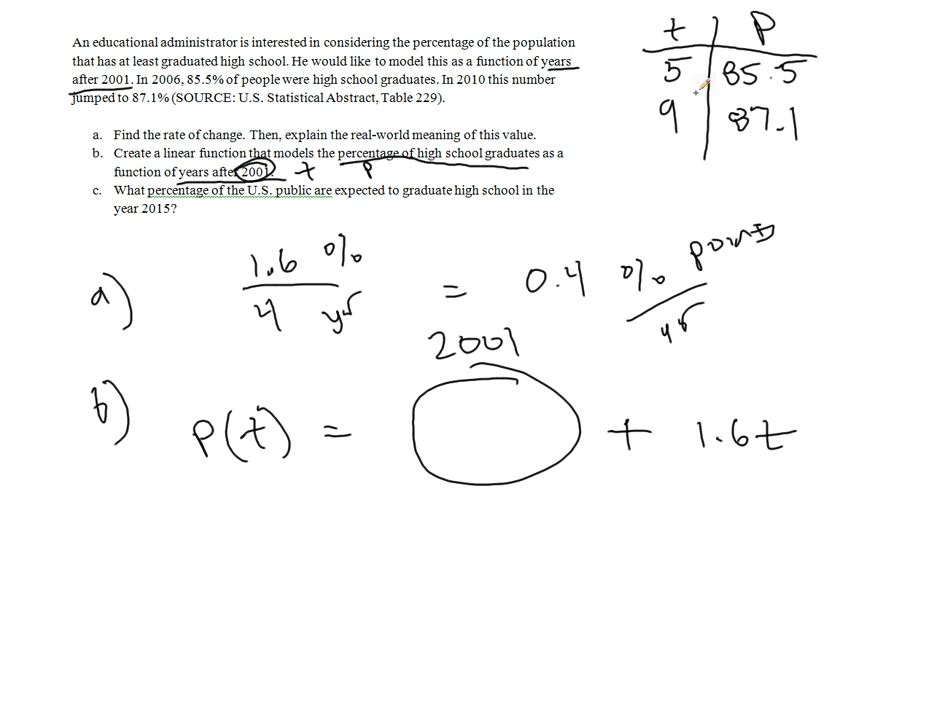 An educational administrator is interested in considering the percentage of the population
that has at least graduated high school. He would like to model this as a function of years
after 2001. In 2006, 85.5% of people were high school graduates. In 2010 this number
jumped to 87.1% (SOURCE: U.S. Statistical Abstract, Table 229).
a. Find the rate of change. Then, explain the real-world meaning of this value.
b. Create a linear function that models the percentage of high school graduates as a
function of years after 2001. t P
c. What percentage of the U.S. public are expected to graduate high school in the
year 2015?
t P
5 85.5
9 87.1
a) 1.6 % / 4 yr = 0.4 % points / yr
2001
b) P(t) = + 1.6t